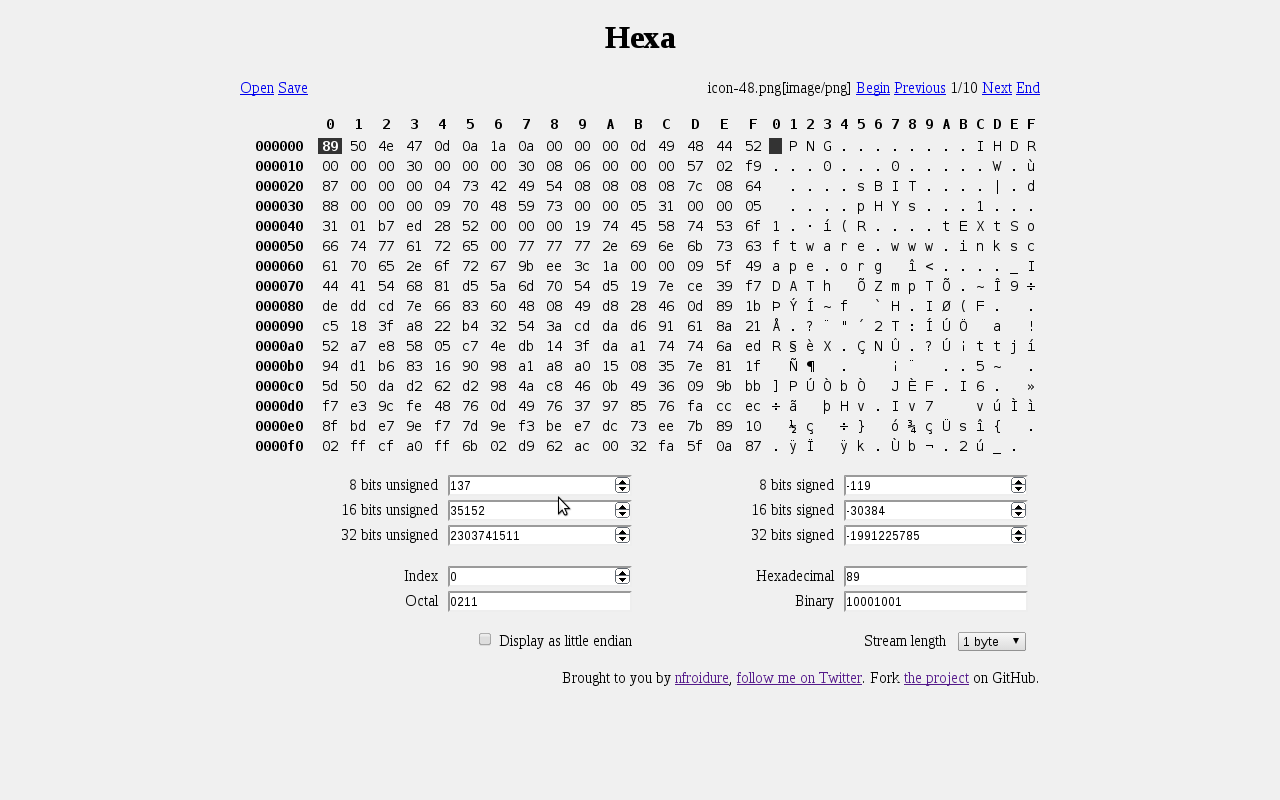 Hexa
Open Save icon-48.png[image/png] Begin Previous 1/10 Next End
0 1 2 3 4 5 6 7 8 9 A B C D E F 0 1 2 3 4 5 6 7 8 9 A B C D E F
000000 89 50 4e 47 0d 0a 1a 0a 00 00 00 0d 49 48 44 52 P N G . . . . . . . . I H D R
000010 00 00 00 30 00 00 00 30 08 06 00 00 00 57 02 f9 . . . 0 . . . 0 . . . . . W . ù
000020 87 00 00 00 04 73 42 49 54 08 08 08 08 7c 08 64 . . . . s B I T . . . . | . d
000030 88 00 00 00 09 70 48 59 73 00 00 05 31 00 00 05 . . . . p H Y s . . . 1 . . .
000040 31 01 b7 ed 28 52 00 00 00 19 74 45 58 74 53 6f 1 . · í ( R . . . . t E X t S o
000050 66 74 77 61 72 65 00 77 77 77 2e 69 6e 6b 73 63 f t w a r e . w w w . i n k s c
000060 61 70 65 2e 6f 72 67 9b ee 3c 1a 00 00 09 5f 49 a p e . o r g î < . . . . _ I
000070 44 41 54 68 81 d5 5a 6d 70 54 d5 19 7e ce 39 f7 D A T h Õ Z m p T Õ . ~ Î 9 ÷
000080 de dd cd 7e 66 83 60 48 08 49 d8 28 46 0d 89 1b Þ Ý Í ~ f ` H . I Ø ( F . .
000090 c5 18 3f a8 22 b4 32 54 3a cd da d6 91 61 8a 21 Å . ? ¨ " ´ 2 T : Í Ú Ö a !
0000a0 52 a7 e8 58 05 c7 4e db 14 3f da a1 74 74 6a ed R § è X . Ç N Û . ? Ú ¡ t t j í
0000b0 94 d1 b6 83 16 90 98 a1 a8 a0 15 08 35 7e 81 1f Ñ ¶ . ¡ ¨ . . 5 ~ .
0000c0 5d 50 da d2 62 d2 98 4a c8 46 0b 49 36 09 9b bb ] P Ú Ò b Ò J È F . I 6 . »
0000d0 f7 e3 9c fe 48 76 0d 49 76 37 97 85 76 fa cc ec ÷ ã þ H v . I v 7 v ú Ì ì
0000e0 8f bd e7 9e f7 7d 9e f3 be e7 dc 73 ee 7b 89 10 ½ ç ÷ } ó ¾ ç Ü s î { .
0000f0 02 ff cf a0 ff 6b 02 d9 62 ac 00 32 fa 5f 0a 87 . ÿ Ï ÿ k . Ù b ¬ . 2 ú _ .
8 bits unsigned 137 8 bits signed -119
16 bits unsigned 35152 16 bits signed -30384
32 bits unsigned 2303741511 32 bits signed -1991225785
Index 0 Hexadecimal 89
Octal 0211 Binary 10001001
Display as little endian Stream length 1 byte
Brought to you by nfroidure, follow me on Twitter. Fork the project on GitHub.